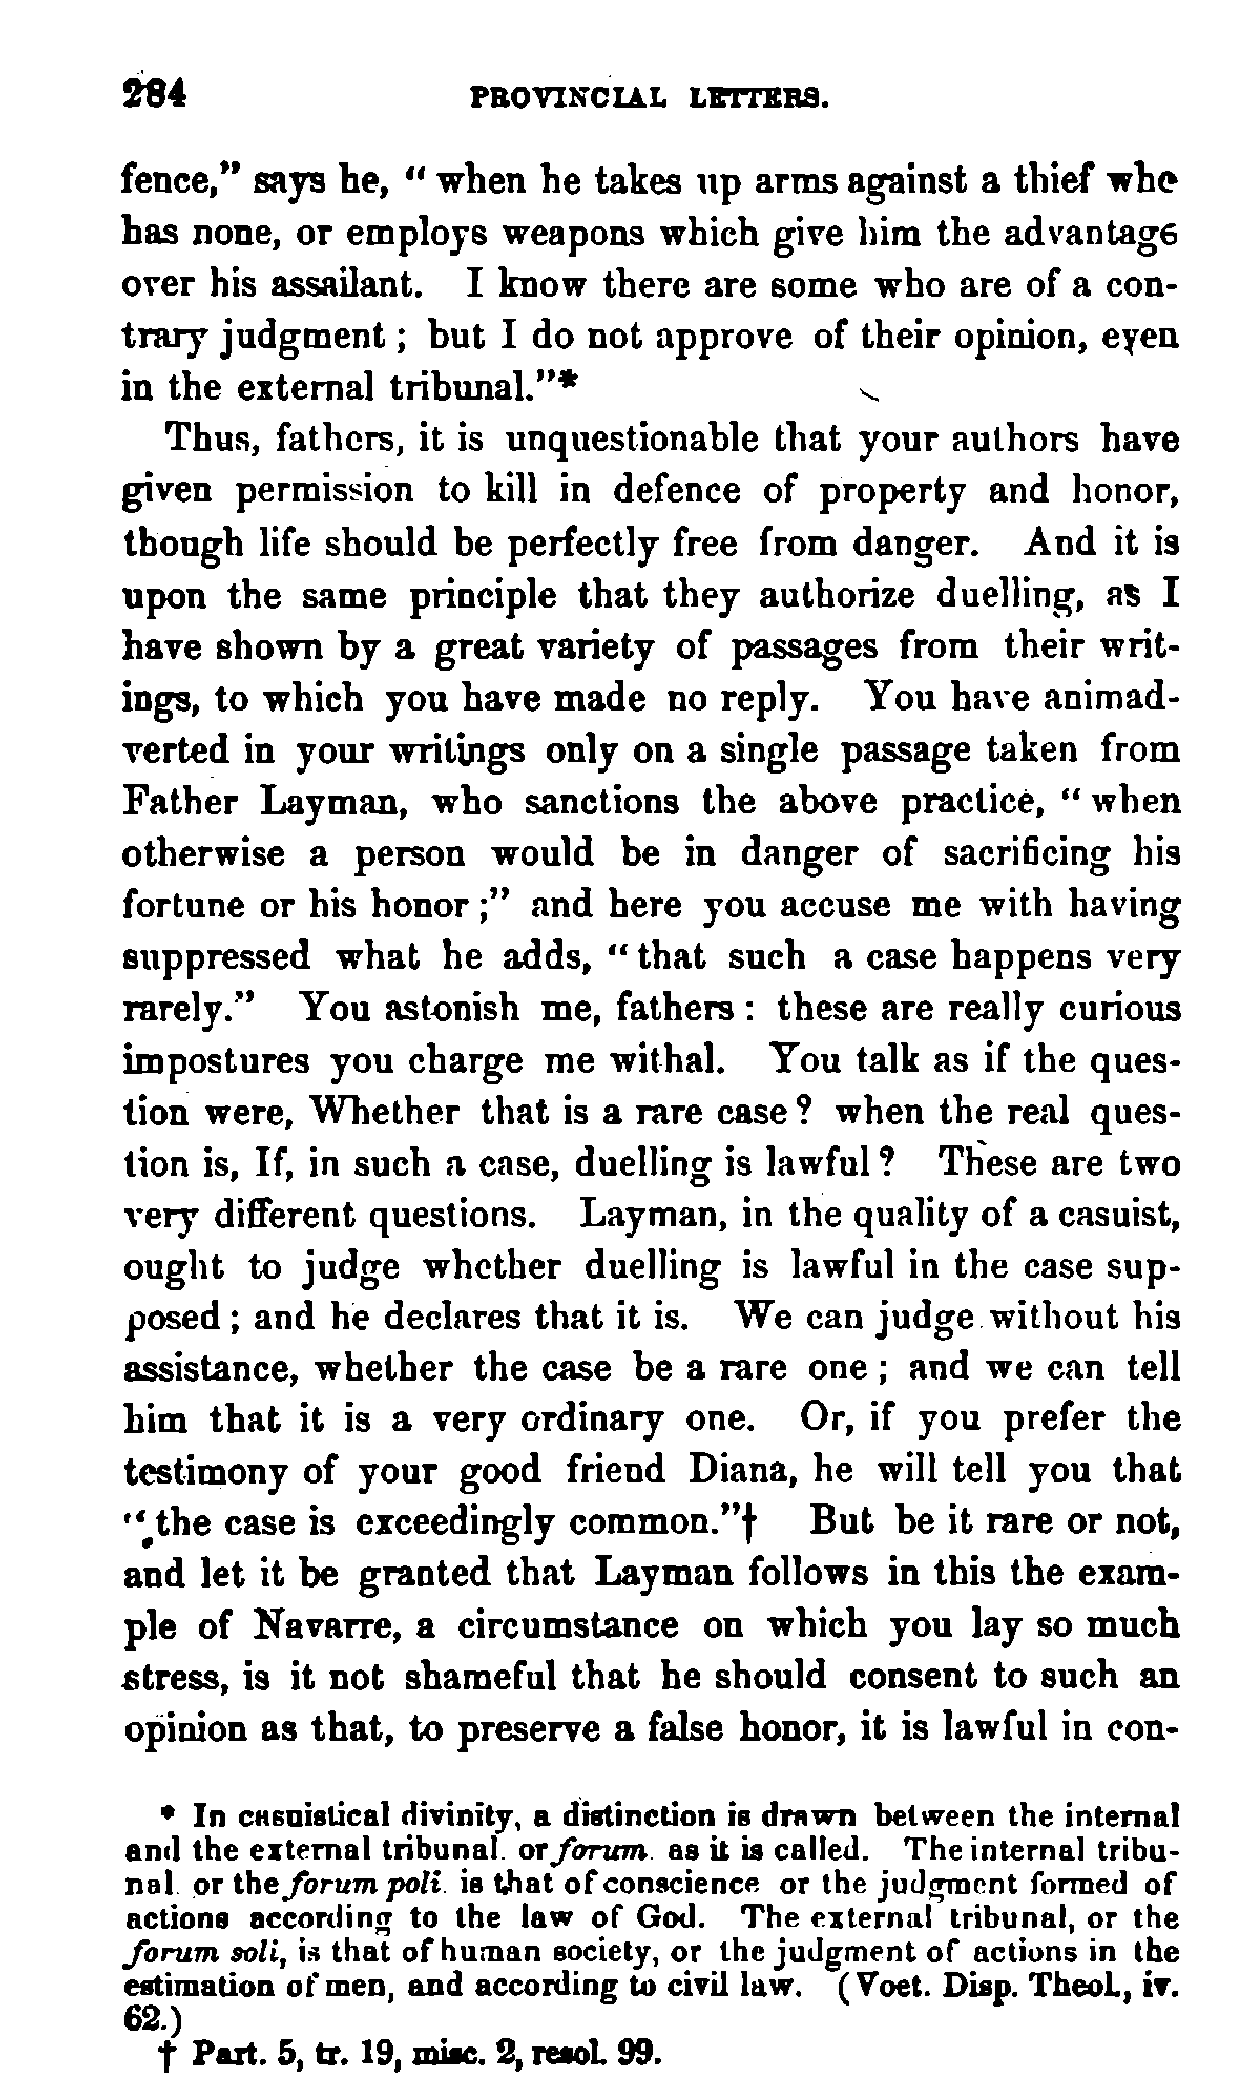 284 PROVINCIAL LETTERS.
fence," says he, "when he takes up arms against a thief who
has none, or employs weapons which give him the advantage
over his assailant. I know there are some who are of a con-
trary judgment; but I do not approve of their opinion, even
in the external tribunal."*
Thus, fathers, it is unquestionable that your authors have
given permission to kill in defence of property and honor,
though life should be perfectly free from danger. And it is
upon the same principle that they authorize duelling, as I
have shown by a great variety of passages from their writ-
ings, to which you have made no reply. You have animad-
verted in your writings only on a single passage taken from
Father Layman, who sanctions the above practice, "when
otherwise a person would be in danger of sacrificing his
fortune or his honor;" and here you accuse me with having
suppressed what he adds, "that such a case happens very
rarely." You astonish me, fathers: these are really curious
impostures you charge me withal. You talk as if the ques-
tion were, Whether that is a rare case? when the real ques-
tion is, If, in such a case, duelling is lawful? These are two
very different questions. Layman, in the quality of a casuist,
ought to judge whether duelling is lawful in the case sup-
posed; and he declares that it is. We can judge without his
assistance, whether the case be a rare one; and we can tell
him that it is a very ordinary one. Or, if you prefer the
testimony of your good friend Diana, he will tell you that
"the case is exceedingly common."† But be it rare or not,
and let it be granted that Layman follows in this the exam-
ple of Navarre, a circumstance on which you lay so much
stress, is it not shameful that he should consent to such an
opinion as that, to preserve a false honor, it is lawful in con-
* In casuistical divinity, a distinction is drawn between the internal
and the external tribunal, or forum, as it is called. The internal tribu-
nal, or the forum poli, is that of conscience or the judgment formed of
actions according to the law of God. The external tribunal, or the
forum soli, is that of human society, or the judgment of actions in the
estimation of men, and according to civil law. (Voet. Disp. Theol., iv.
62.)
† Part. 5, tr. 19, misc. 2, resol. 99.